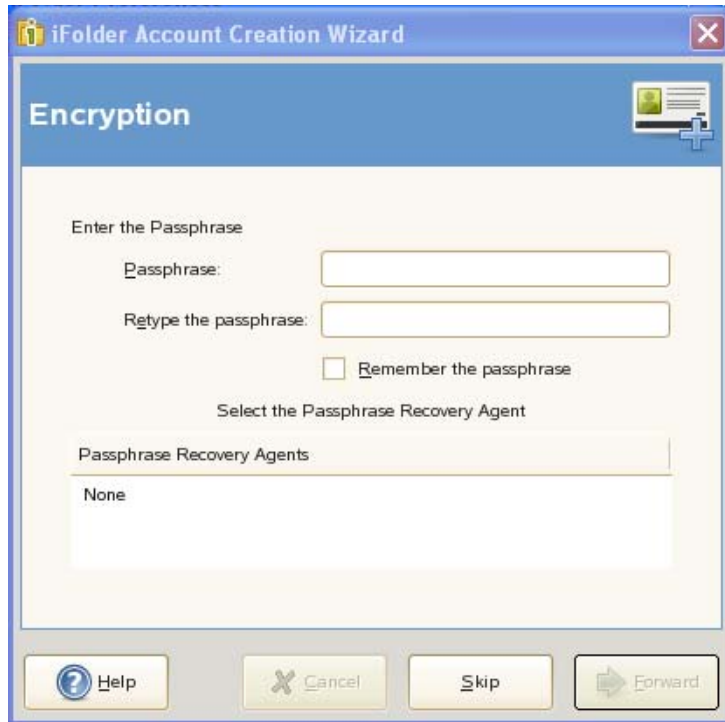 iFolder Account Creation Wizard
Encryption
Enter the Passphrase
Passphrase:
Retype the passphrase:
Remember the passphrase
Select the Passphrase Recovery Agent
Passphrase Recovery Agents
None
Help
Cancel
Skip
Forward